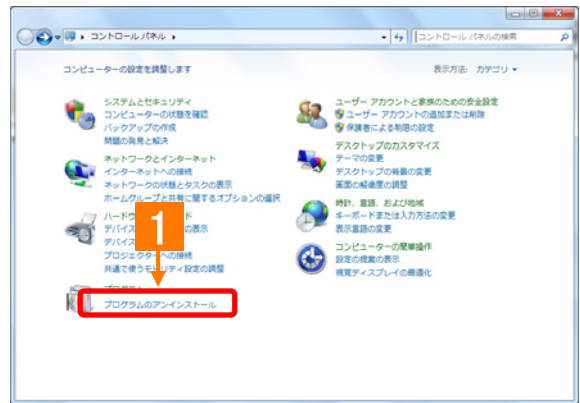 コントロール パネル
コントロール パネルの検索
コンピューターの設定を調整します
表示方法: カテゴリ
システムとセキュリティ
コンピューターの状態を確認
バックアップの作成
問題の発見と解決
ネットワークとインターネット
インターネットへの接続
ネットワークの状態とタスクの表示
ホームグループと共有に関するオプションの選択
ハードウ ド
デバイス の表示
デバイス
プロジェクターへの接続
共通で使うモビリティ設定の調整
プログラム
プログラムのアンインストール
1
ユーザー アカウントと家族のための安全設定
ユーザー アカウントの追加または削除
保護者による制限の設定
デスクトップのカスタマイズ
テーマの変更
デスクトップの背景の変更
画面の解像度の調整
時計、言語、および地域
キーボードまたは入力方法の変更
表示言語の変更
コンピューターの簡単操作
設定の提案の表示
視覚ディスプレイの最適化